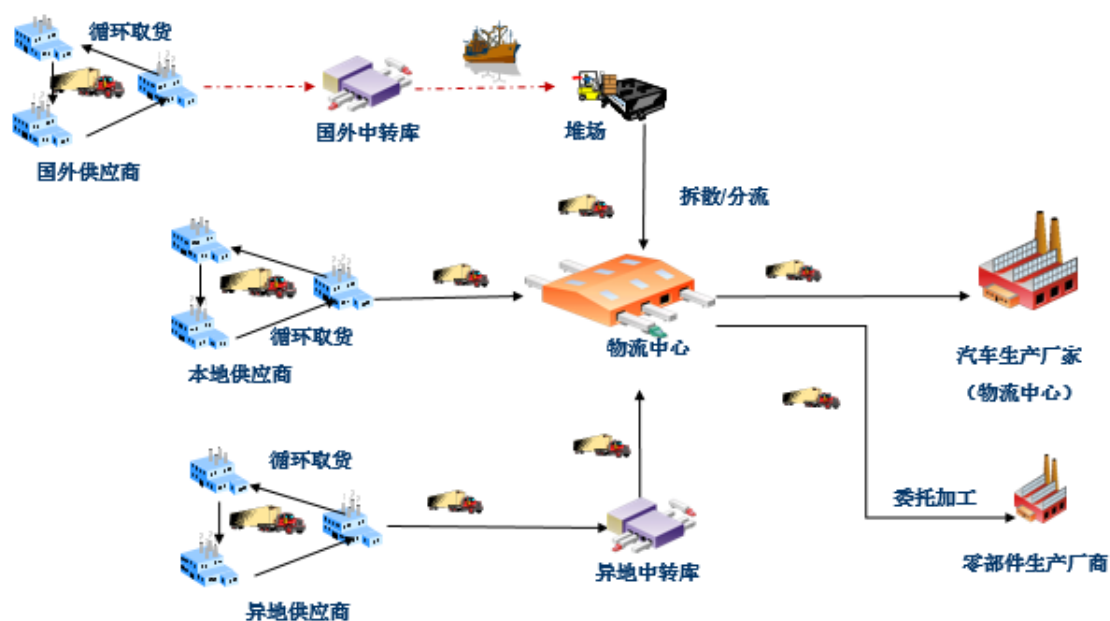 循环取货
国外供应商
国外中转库
堆场
拆散/分流
循环取货
本地供应商
物流中心
汽车生产厂家
（物流中心）
循环取货
异地供应商
异地中转库
委托加工
零部件生产厂商